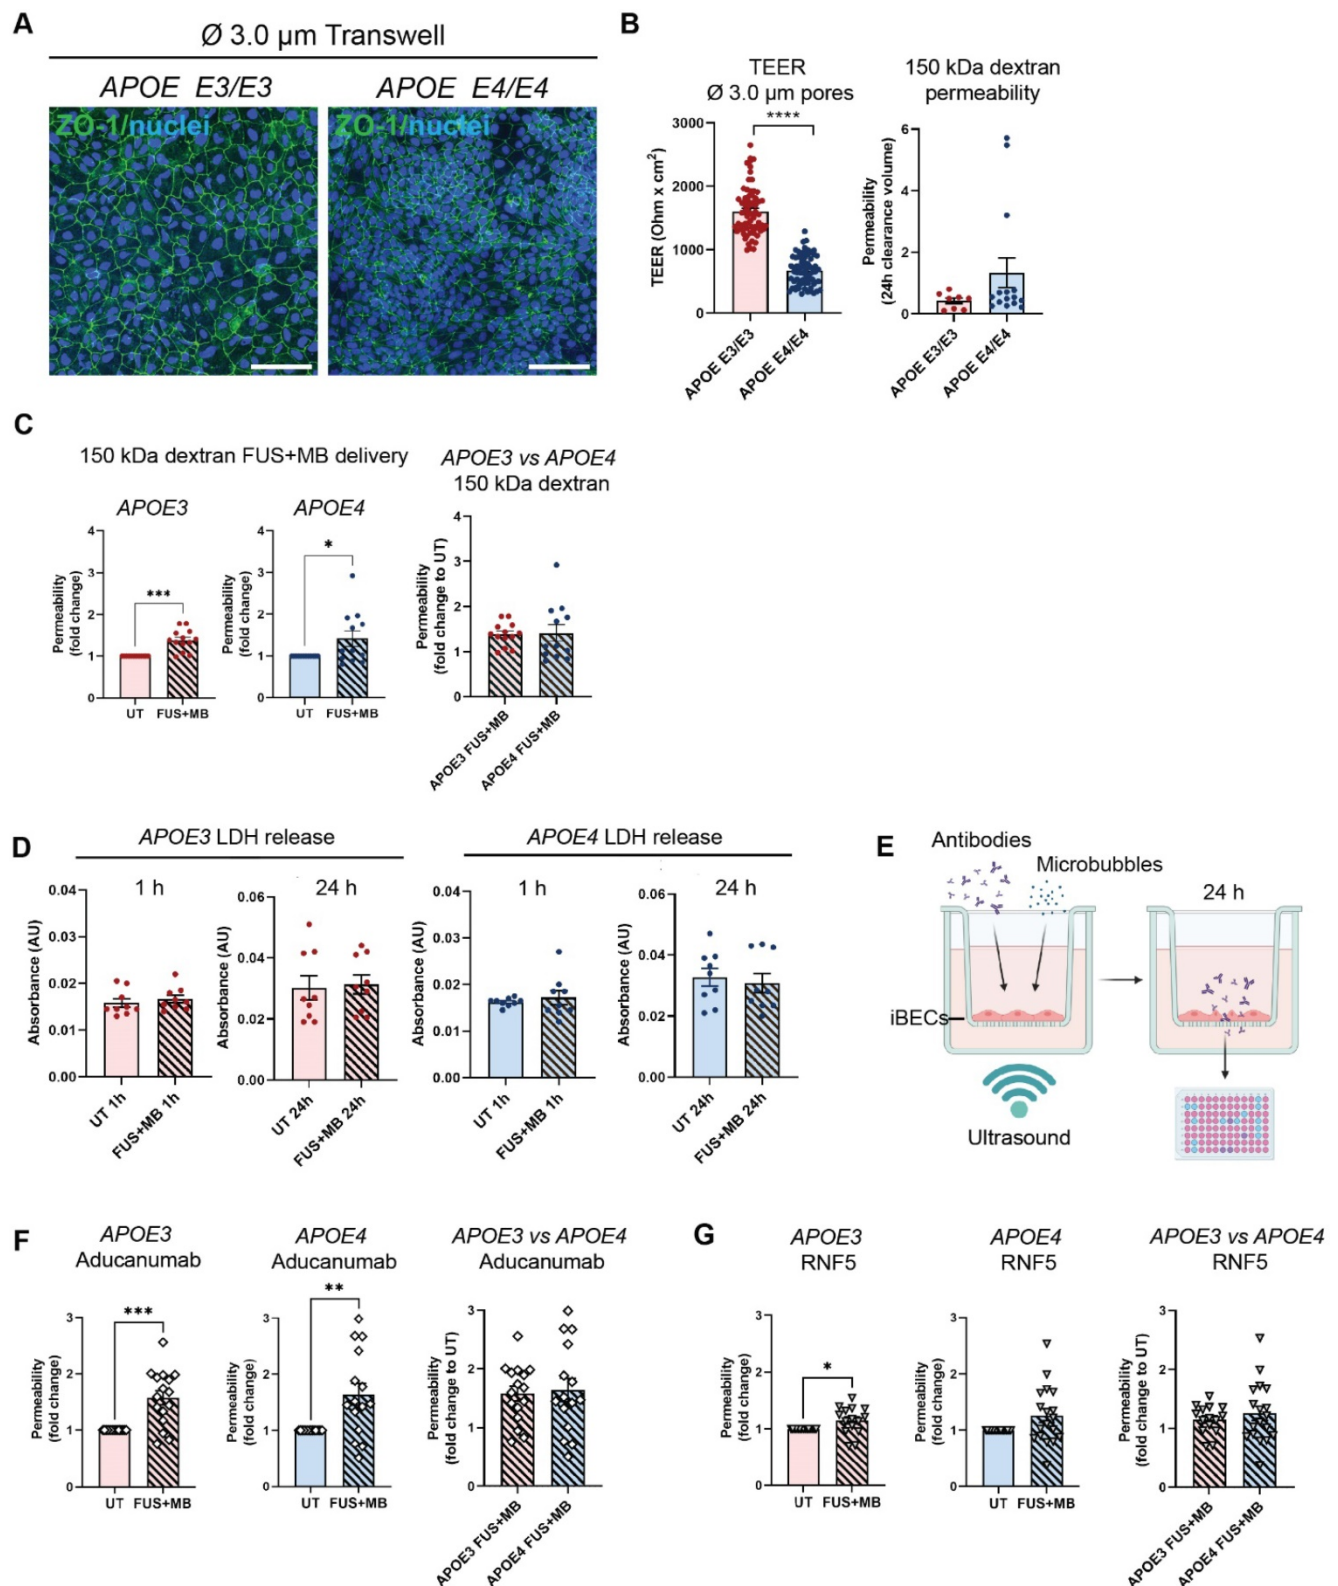 A
Ø 3.0 µm Transwell
APOE E3/E3
APOE E4/E4
ZO-1/nuclei
ZO-1/nuclei
B
TEER
Ø 3.0 µm pores
****
TEER (Ohm x cm²)
3000
2000
1000
0
APOE E3/E3
APOE E4/E4
150 kDa dextran
permeability
Permeability
(24h clearance volume)
6
4
2
0
APOE E3/E3
APOE E4/E4
C
150 kDa dextran FUS+MB delivery
APOE3
Permeability
(fold change)
4
3
2
1
0
***
UT FUS+MB
APOE4
Permeability
(fold change)
4
3
2
1
0
*
UT FUS+MB
APOE3 vs APOE4
150 kDa dextran
Permeability
(fold change to UT)
4
3
2
1
0
APOE3 FUS+MB
APOE4 FUS+MB
D
APOE3 LDH release
1 h
Absorbance (AU)
0.04
0.03
0.02
0.01
0.00
UT 1h
FUS+MB 1h
24 h
Absorbance (AU)
0.06
0.04
0.02
0.00
UT 24h
FUS+MB 24h
APOE4 LDH release
1 h
Absorbance (AU)
0.04
0.03
0.02
0.01
0.00
UT 1h
FUS+MB 1h
24 h
Absorbance (AU)
0.06
0.04
0.02
0.00
UT 24h
FUS+MB 24h
E
Antibodies
Microbubbles
24 h
iBECs
Ultrasound
F
APOE3
Aducanumab
Permeability
(fold change)
3
2
1
0
***
UT FUS+MB
APOE4
Aducanumab
Permeability
(fold change)
3
2
1
0
**
UT FUS+MB
APOE3 vs APOE4
Aducanumab
Permeability
(fold change to UT)
3
2
1
0
APOE3 FUS+MB
APOE4 FUS+MB
G
APOE3
RNF5
Permeability
(fold change)
3
2
1
0
*
UT FUS+MB
APOE4
RNF5
Permeability
(fold change)
3
2
1
0
UT FUS+MB
APOE3 vs APOE4
RNF5
Permeability
(fold change to UT)
3
2
1
0
APOE3 FUS+MB
APOE4 FUS+MB